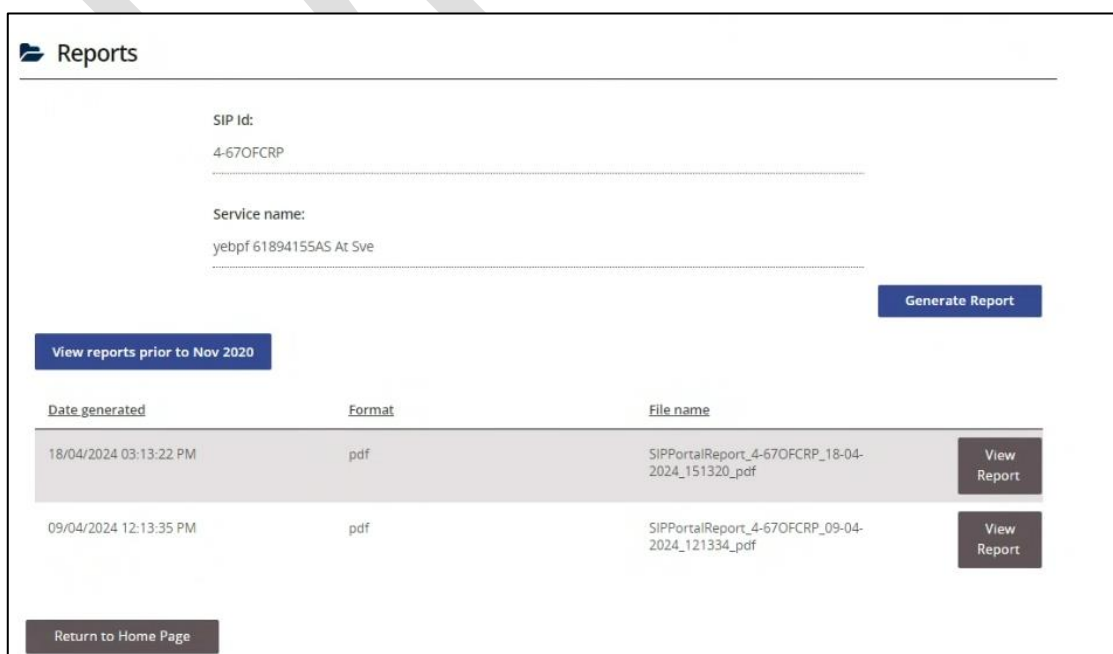 Reports
SIP Id:
4-67OFCRP
Service name:
yebpf 61894155AS At Sve
Generate Report
View reports prior to Nov 2020
Date generated Format File name
18/04/2024 03:13:22 PM pdf SIPPortalReport_4-67OFCRP_18-04-
2024_151320_pdf
View
Report
09/04/2024 12:13:35 PM pdf SIPPortalReport_4-67OFCRP_09-04-
2024_121334_pdf
View
Report
Return to Home Page